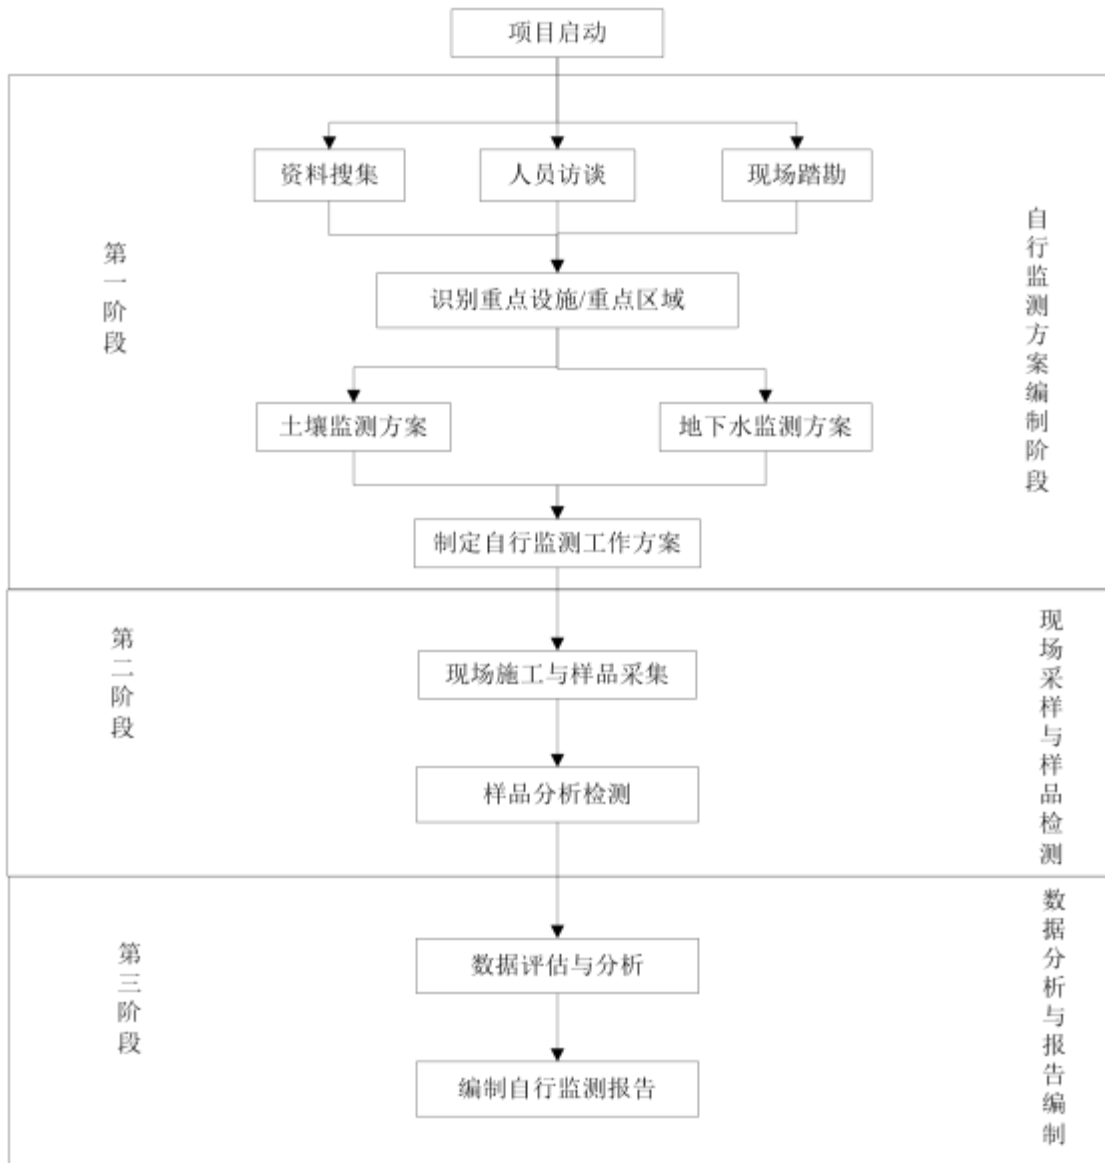 项目启动
资料搜集
人员访谈
现场踏勘
第一阶段
自行监测方案编制阶段
识别重点设施/重点区域
土壤监测方案
地下水监测方案
制定自行监测工作方案
第二阶段
现场采样与样品检测
现场施工与样品采集
样品分析检测
第三阶段
数据分析与报告编制
数据评估与分析
编制自行监测报告